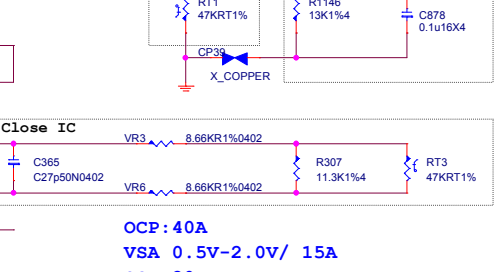 RT1
47KRT1%
R1146
13K1%4
C878
0.1u16X4
CP39
X_COPPER
Close IC
VR3
8.66KR1%0402
C365
C27p50N0402
R307
11.3K1%4
RT3
47KRT1%
VR6
8.66KR1%0402
OCP:40A
VSA 0.5V-2.0V/ 15A